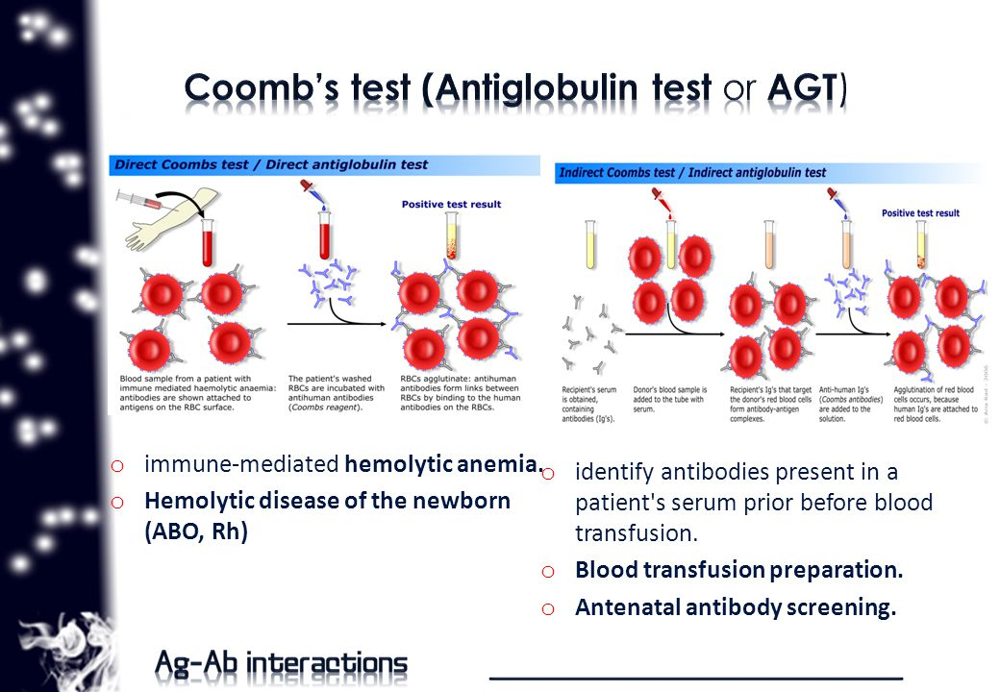 Coomb's test (Antiglobulin test or AGT)
Direct Coombs test / Direct antiglobulin test
Positive test result
Blood sample from a patient with
immune mediated haemolytic anaemia:
antibodies are shown attached to
antigens on the RBC surface.
The patient's washed
RBCs are incubated with
antihuman antibodies
(Coombs reagent).
RBCs agglutinate: antihuman
antibodies form links between
RBCs by binding to the human
antibodies on the RBCs.
Indirect Coombs test / Indirect antiglobulin test
Positive test result
Recipient's serum
is obtained,
containing
antibodies (Ig's).
Donor's blood sample is
added to the tube with
serum.
Recipient's Ig's that target
the donor's red blood cells
form antibody-antigen
complexes.
Anti-human Ig's
(Coombs antibodies)
are added to the
solution.
Agglutination of red blood
cells occurs, because
human Ig's are attached to
red blood cells.
o immune-mediated hemolytic anemia.
o Hemolytic disease of the newborn
(ABO, Rh)
o identify antibodies present in a
patient's serum prior before blood
transfusion.
o Blood transfusion preparation.
o Antenatal antibody screening.
Ag-Ab interactions